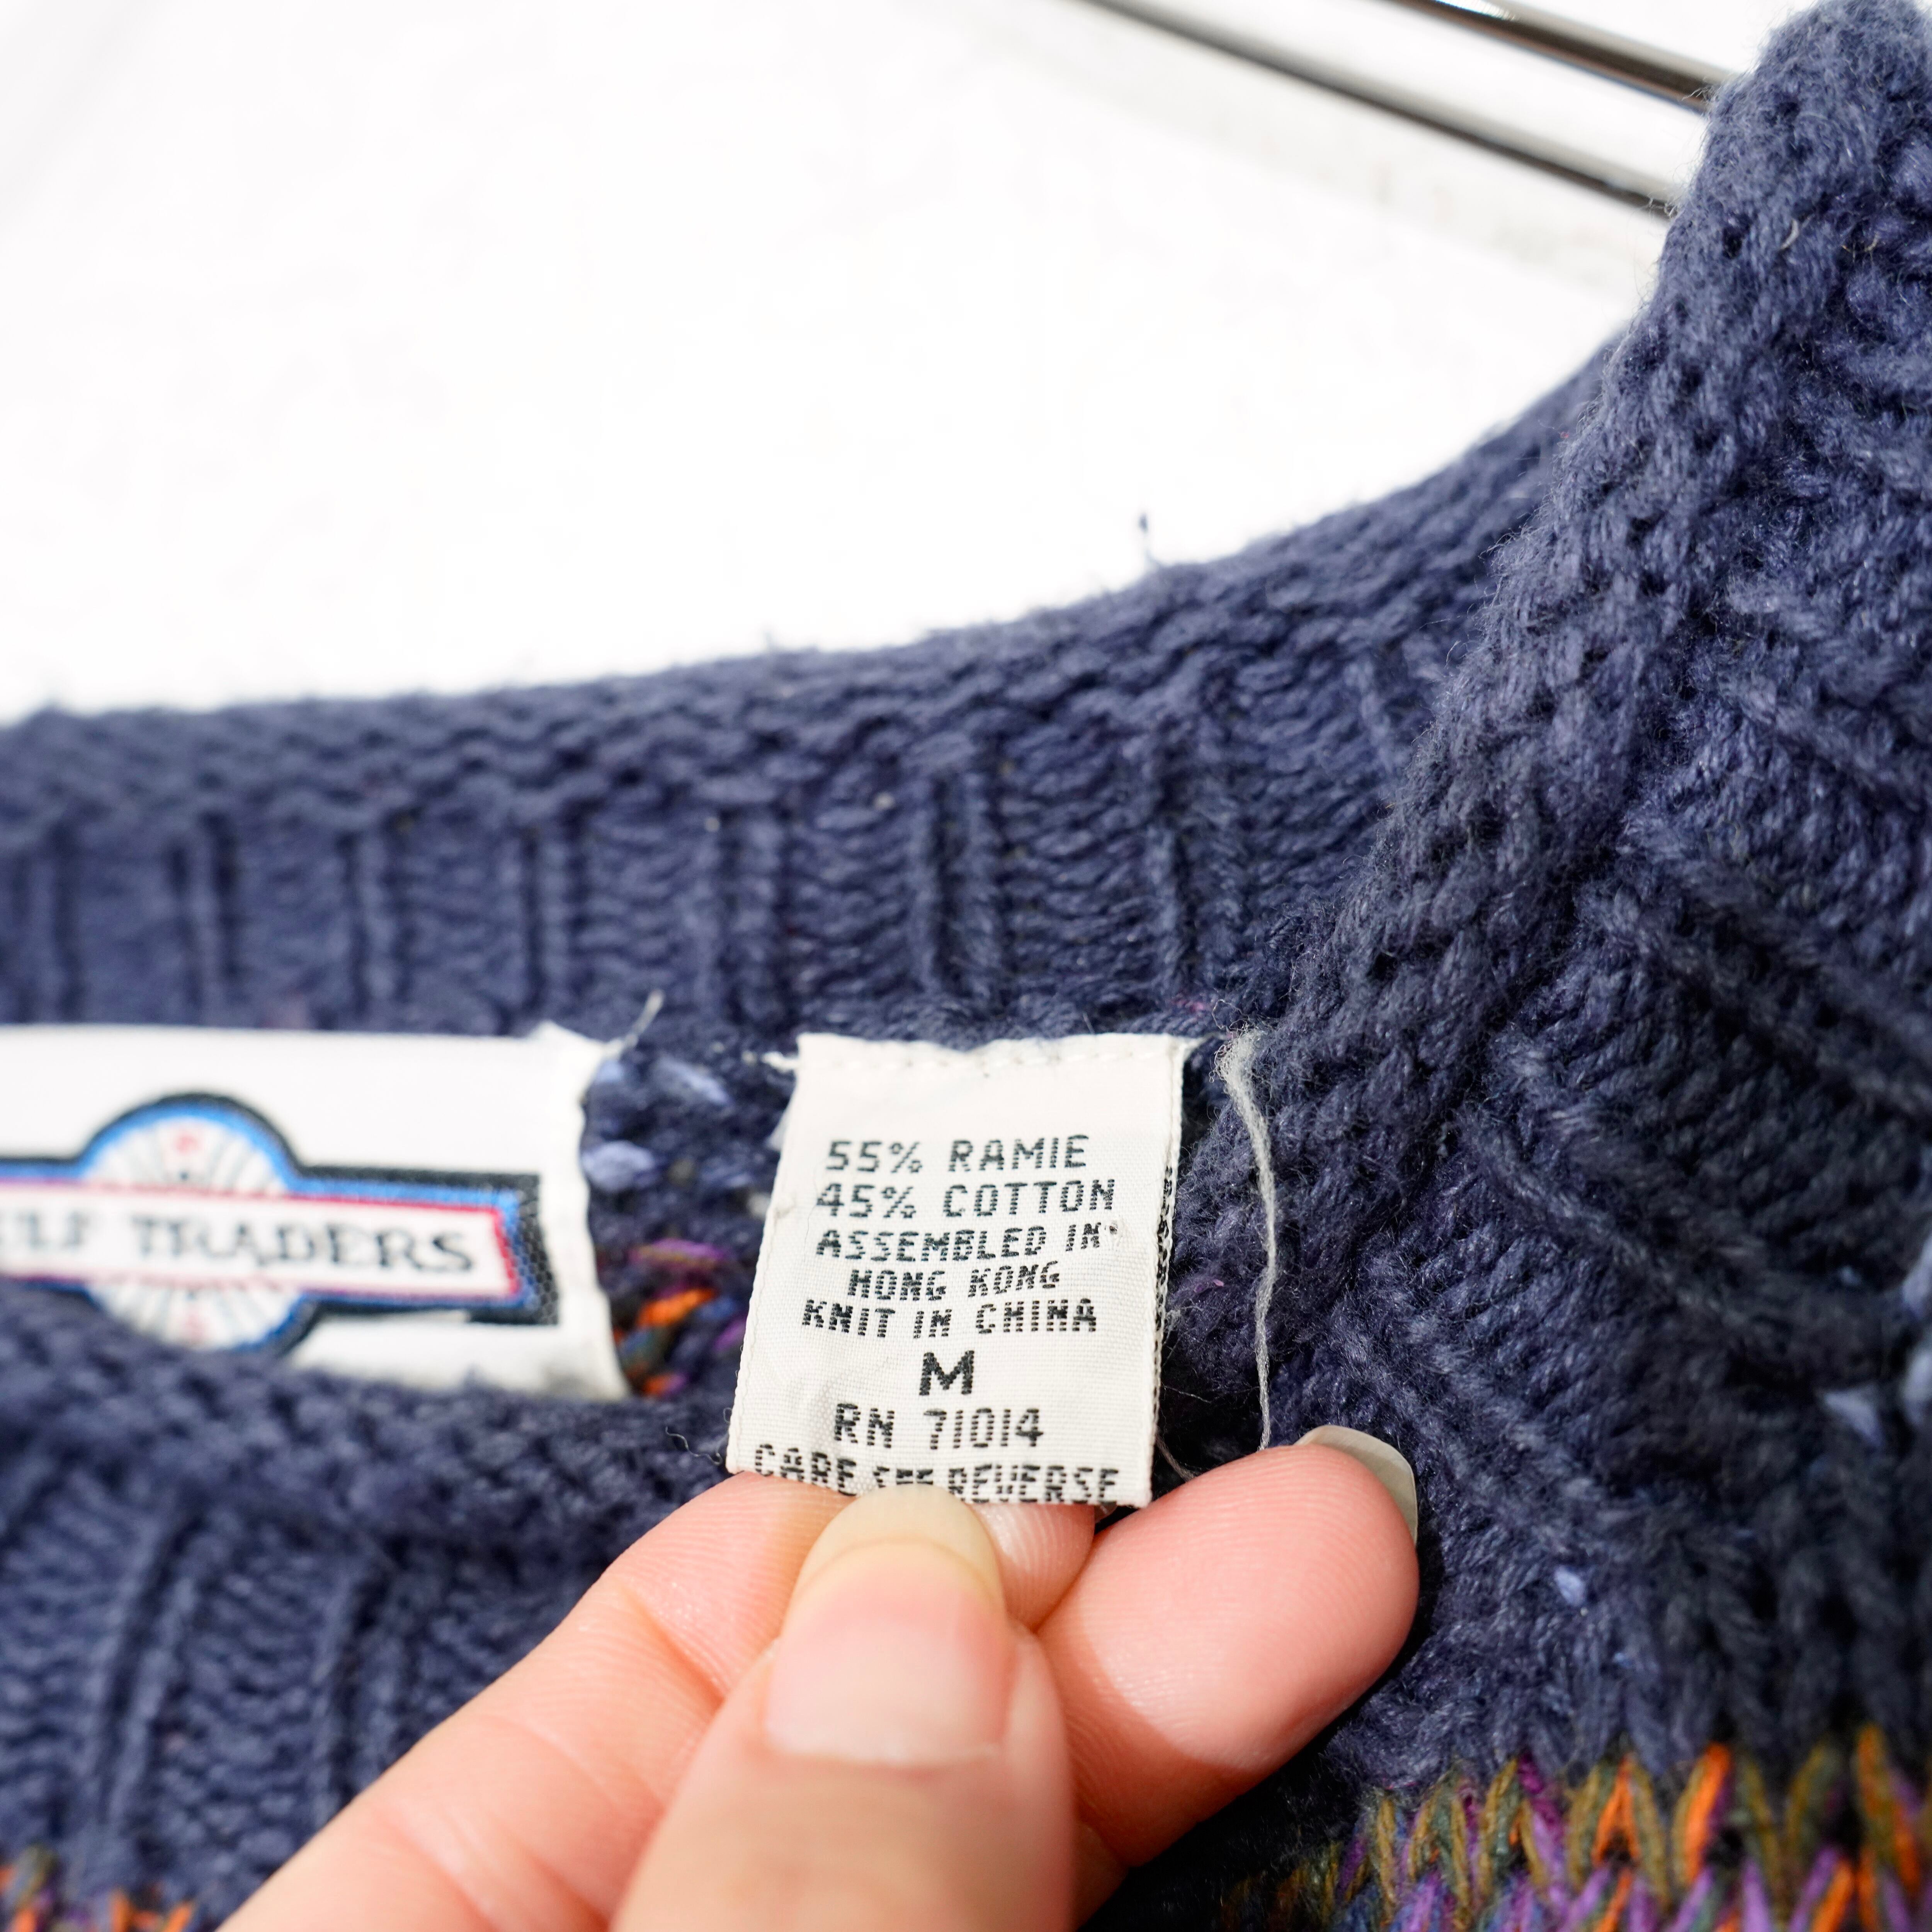 TRADERS
55% RAMIE
45% COTTON
ASSEMBLED IN
HONG KONG
KNIT IN CHINA
M
RN 71014
CARE SEE REVERSE